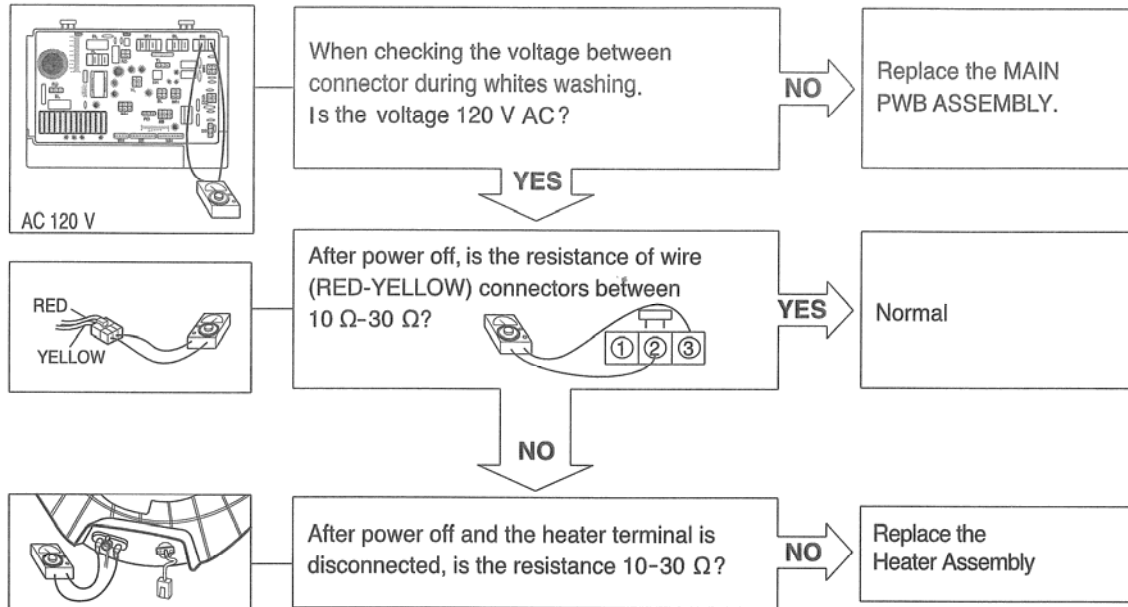 AC 120 V
When checking the voltage between
connector during whites washing.
Is the voltage 120 V AC?
NO
Replace the MAIN
PWB ASSEMBLY.
YES
RED
YELLOW
After power off, is the resistance of wire
(RED-YELLOW) connectors between
10 Ω-30 Ω?
① ② ③
YES
Normal
NO
After power off and the heater terminal is
disconnected, is the resistance 10-30 Ω?
NO
Replace the
Heater Assembly